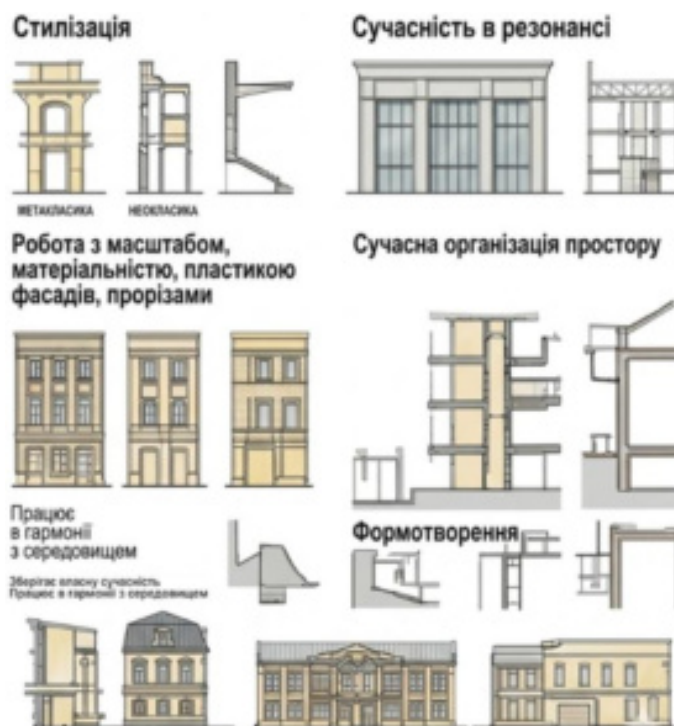 Стилізація
Сучасність в резонансі
МЕТАКЛАСИКА
НЕОКЛАСИКА
Робота з масштабом,
матеріальністю, пластикою
фасадів, прорізами
Сучасна організація простору
Працює
в гармонії
з середовищем
Зберігає власну сучасність
Працює в гармонії з середовищем
Формотворення